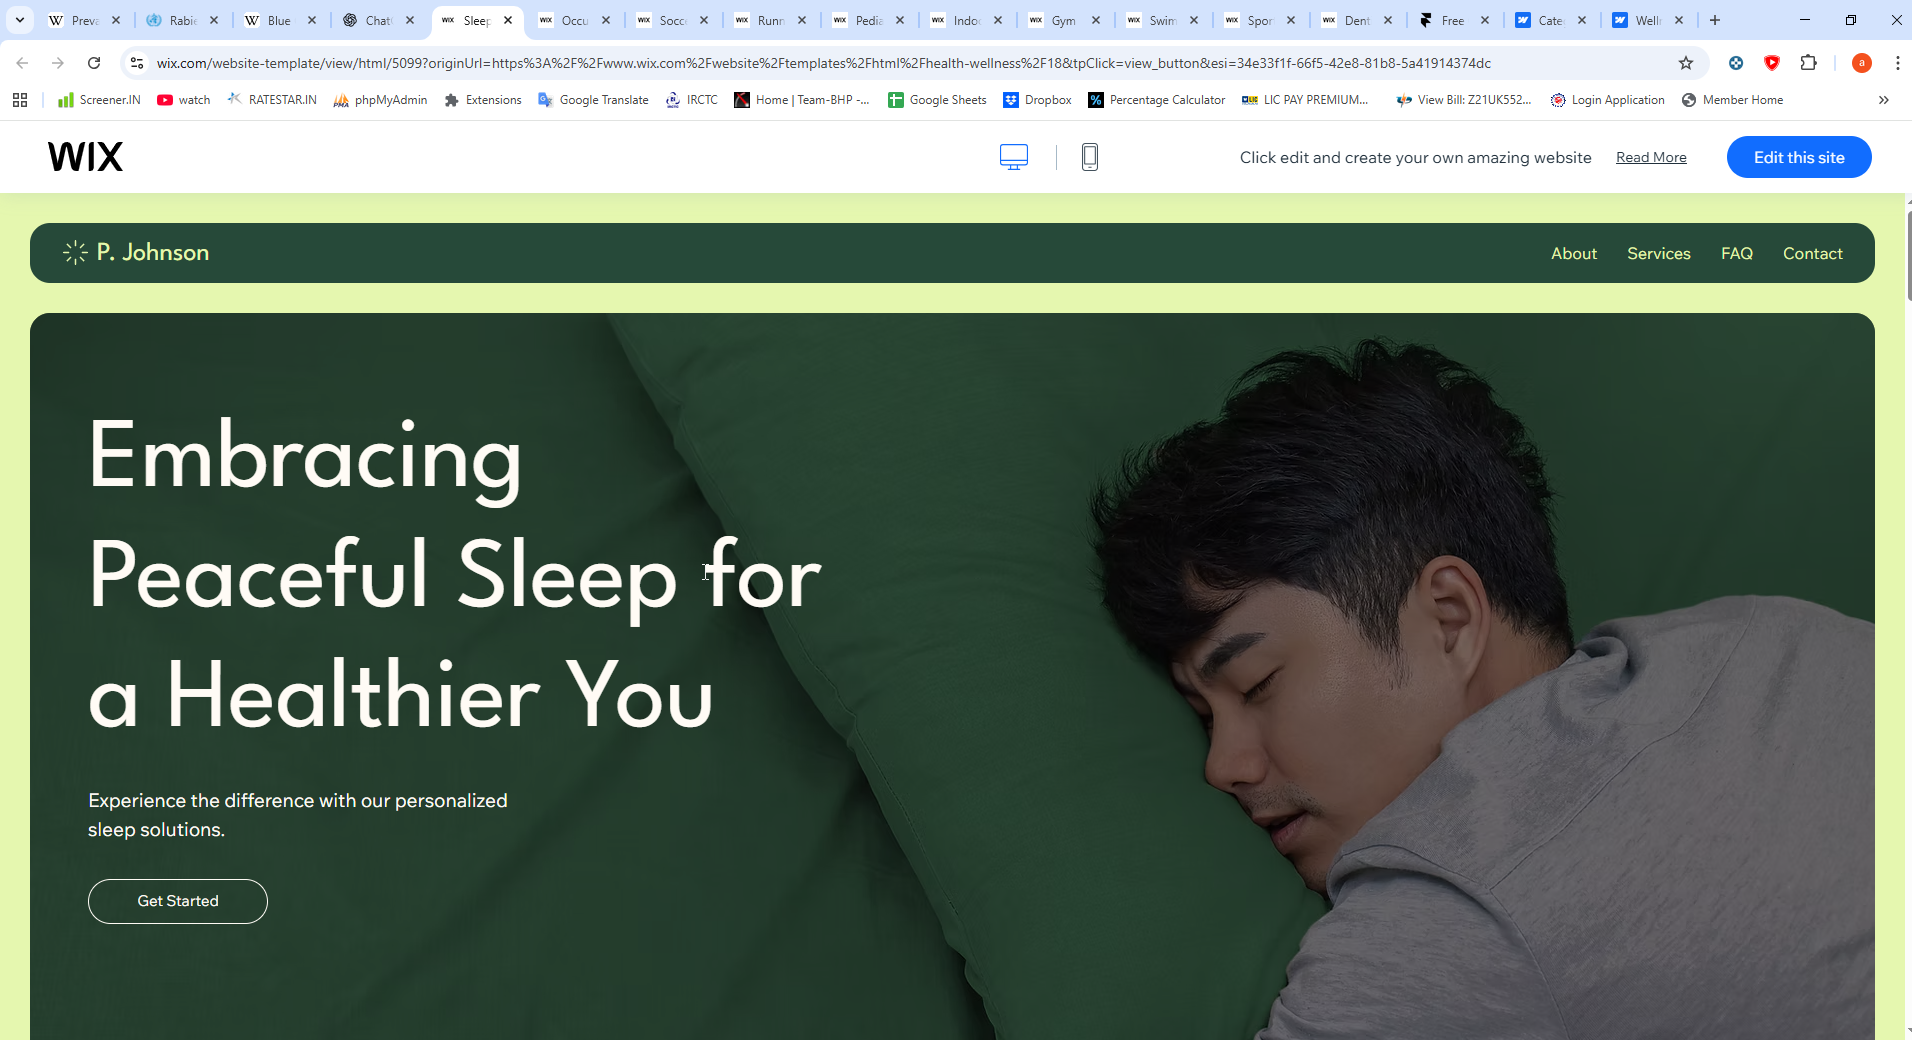 Preva
Rabie
Blue
Chat
Sleep
Occu
Socce
Runn
Pedia
Indoo
Gym
Swim
Spor
Dent
Free
Cate
Welln
wix.com/website-template/view/html/5099?originUrl=https%3A%2F%2Fwww.wix.com%2Fwebsite%2Ftemplates%2Fhtml%2Fhealth-wellness%2F18&tpClick=view_button&esi=34e33f1f-66f5-42e8-81b8-5a41914374dc
a
Screener.IN
watch
RATESTAR.IN
phpMyAdmin
Extensions
Google Translate
IRCTC
Home | Team-BHP -...
Google Sheets
Dropbox
Percentage Calculator
LIC PAY PREMIUM...
View Bill: Z21UK552...
Login Application
Member Home
WIX
Click edit and create your own amazing website
Read More
Edit this site
P. Johnson
About
Services
FAQ
Contact
Embracing
Peaceful Sleep for
a Healthier You
Experience the difference with our personalized
sleep solutions.
Get Started